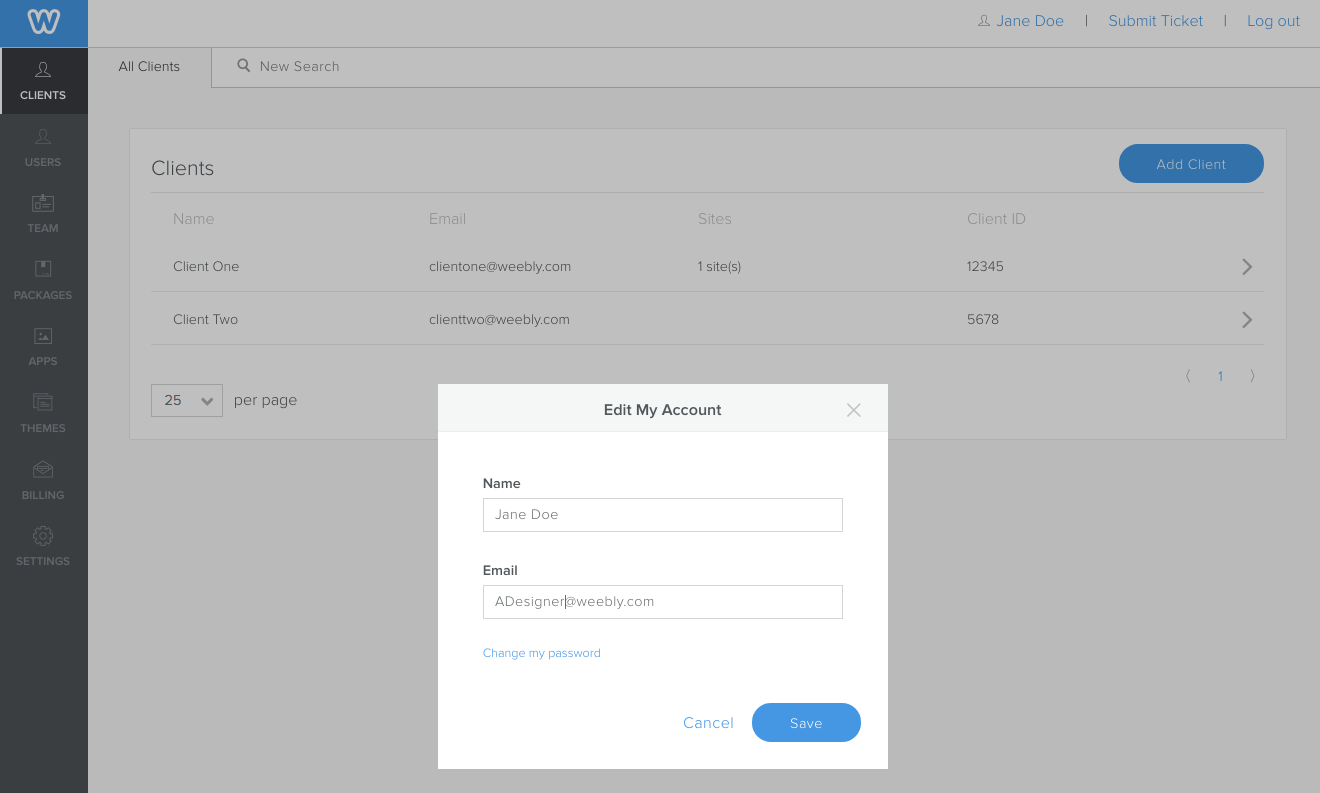 Jane Doe | Submit Ticket | Log out
All Clients New Search
CLIENTS
USERS
TEAM
PACKAGES
APPS
THEMES
BILLING
SETTINGS
Clients Add Client
Name Email Sites Client ID
Client One clientone@weebly.com 1 site(s) 12345
Client Two clienttwo@weebly.com 5678
1
25 per page
Edit My Account
Name
Jane Doe
Email
ADesigner@weebly.com
Change my password
Cancel Save